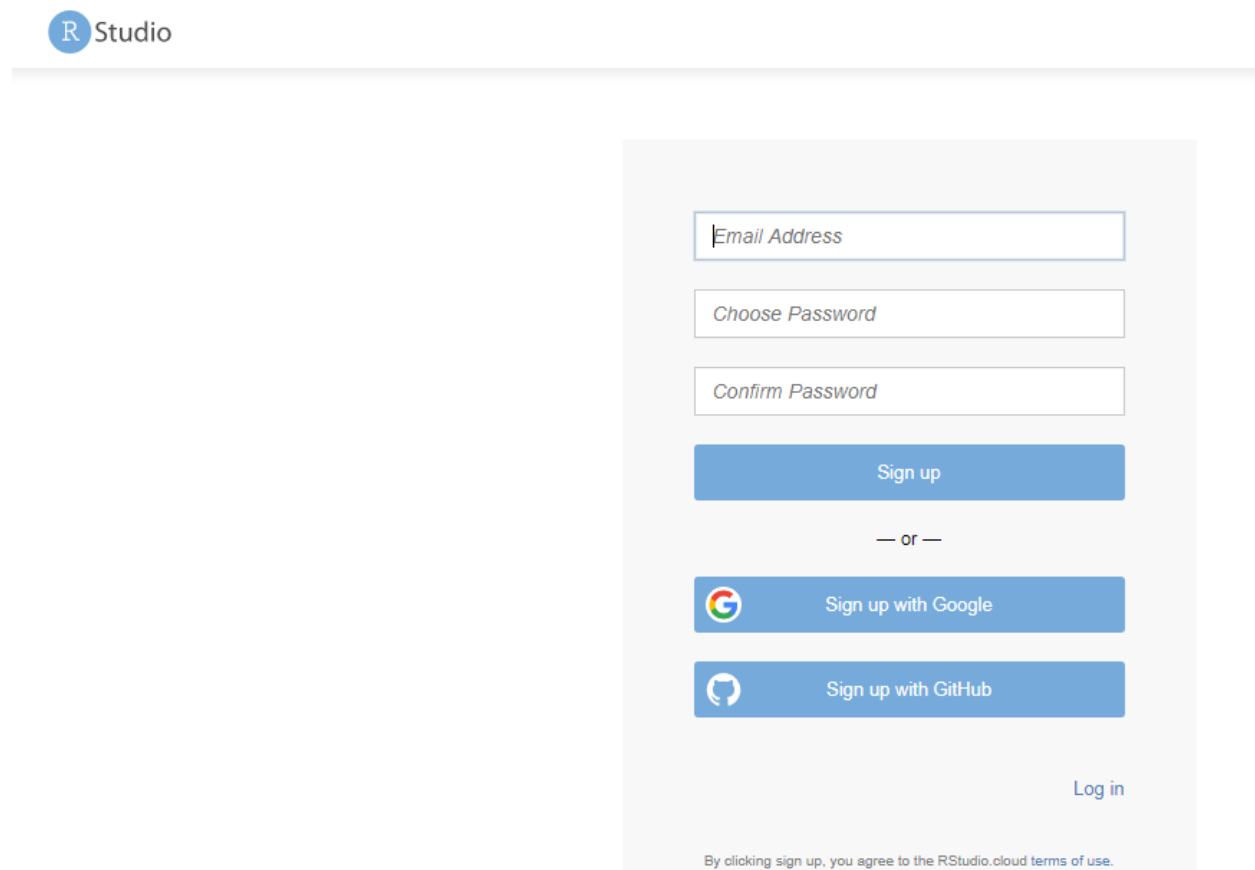 R Studio
Email Address
Choose Password
Confirm Password
Sign up
— or —
Sign up with Google
Sign up with GitHub
Log in
By clicking sign up, you agree to the RStudio.cloud terms of use.